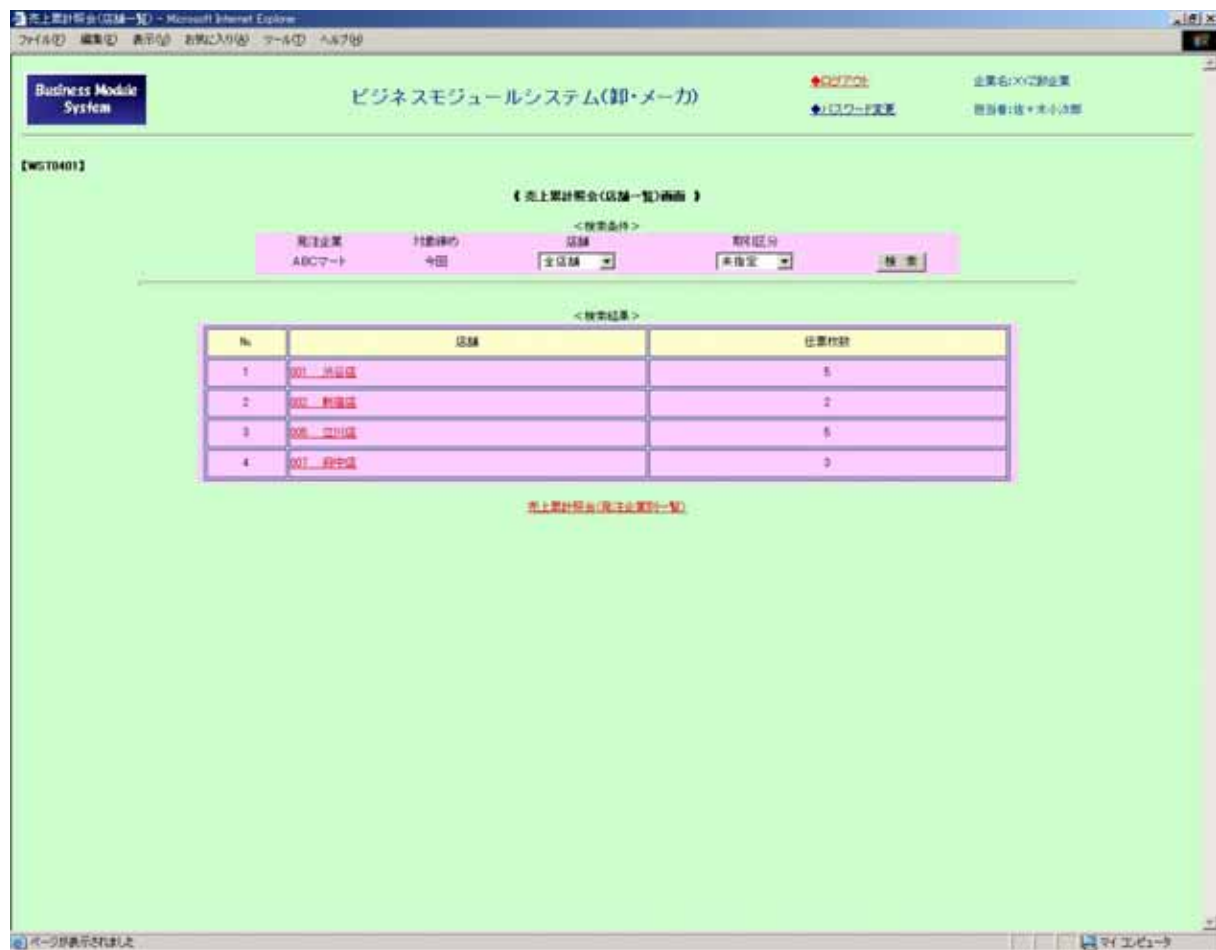 売上累計照会(店舗一覧) - Microsoft Internet Explorer
ファイル(F) 編集(E) 表示(V) お気に入り(A) ツール(T) ヘルプ(H)
Business Module System
ビジネスモジュールシステム(卸・メーカ)
◆ログアウト
◆パスワード変更
企業名:XYZ卸企業
担当者:佐々木小次郎
【WST0401】
《 売上累計照会(店舗一覧)画面 》
<検索条件>
発注企業 対象締め 店舗 取引区分
ABCマート 今回 全店舗 未指定 検 索
<検索結果>
№ 店舗 伝票枚数
1 001 渋谷店 5
2 002 新宿店 2
3 立川店 5
4 007 府中店 3
売上累計照会(発注企業別一覧)
ページが表示されました
マイ コンピュータ